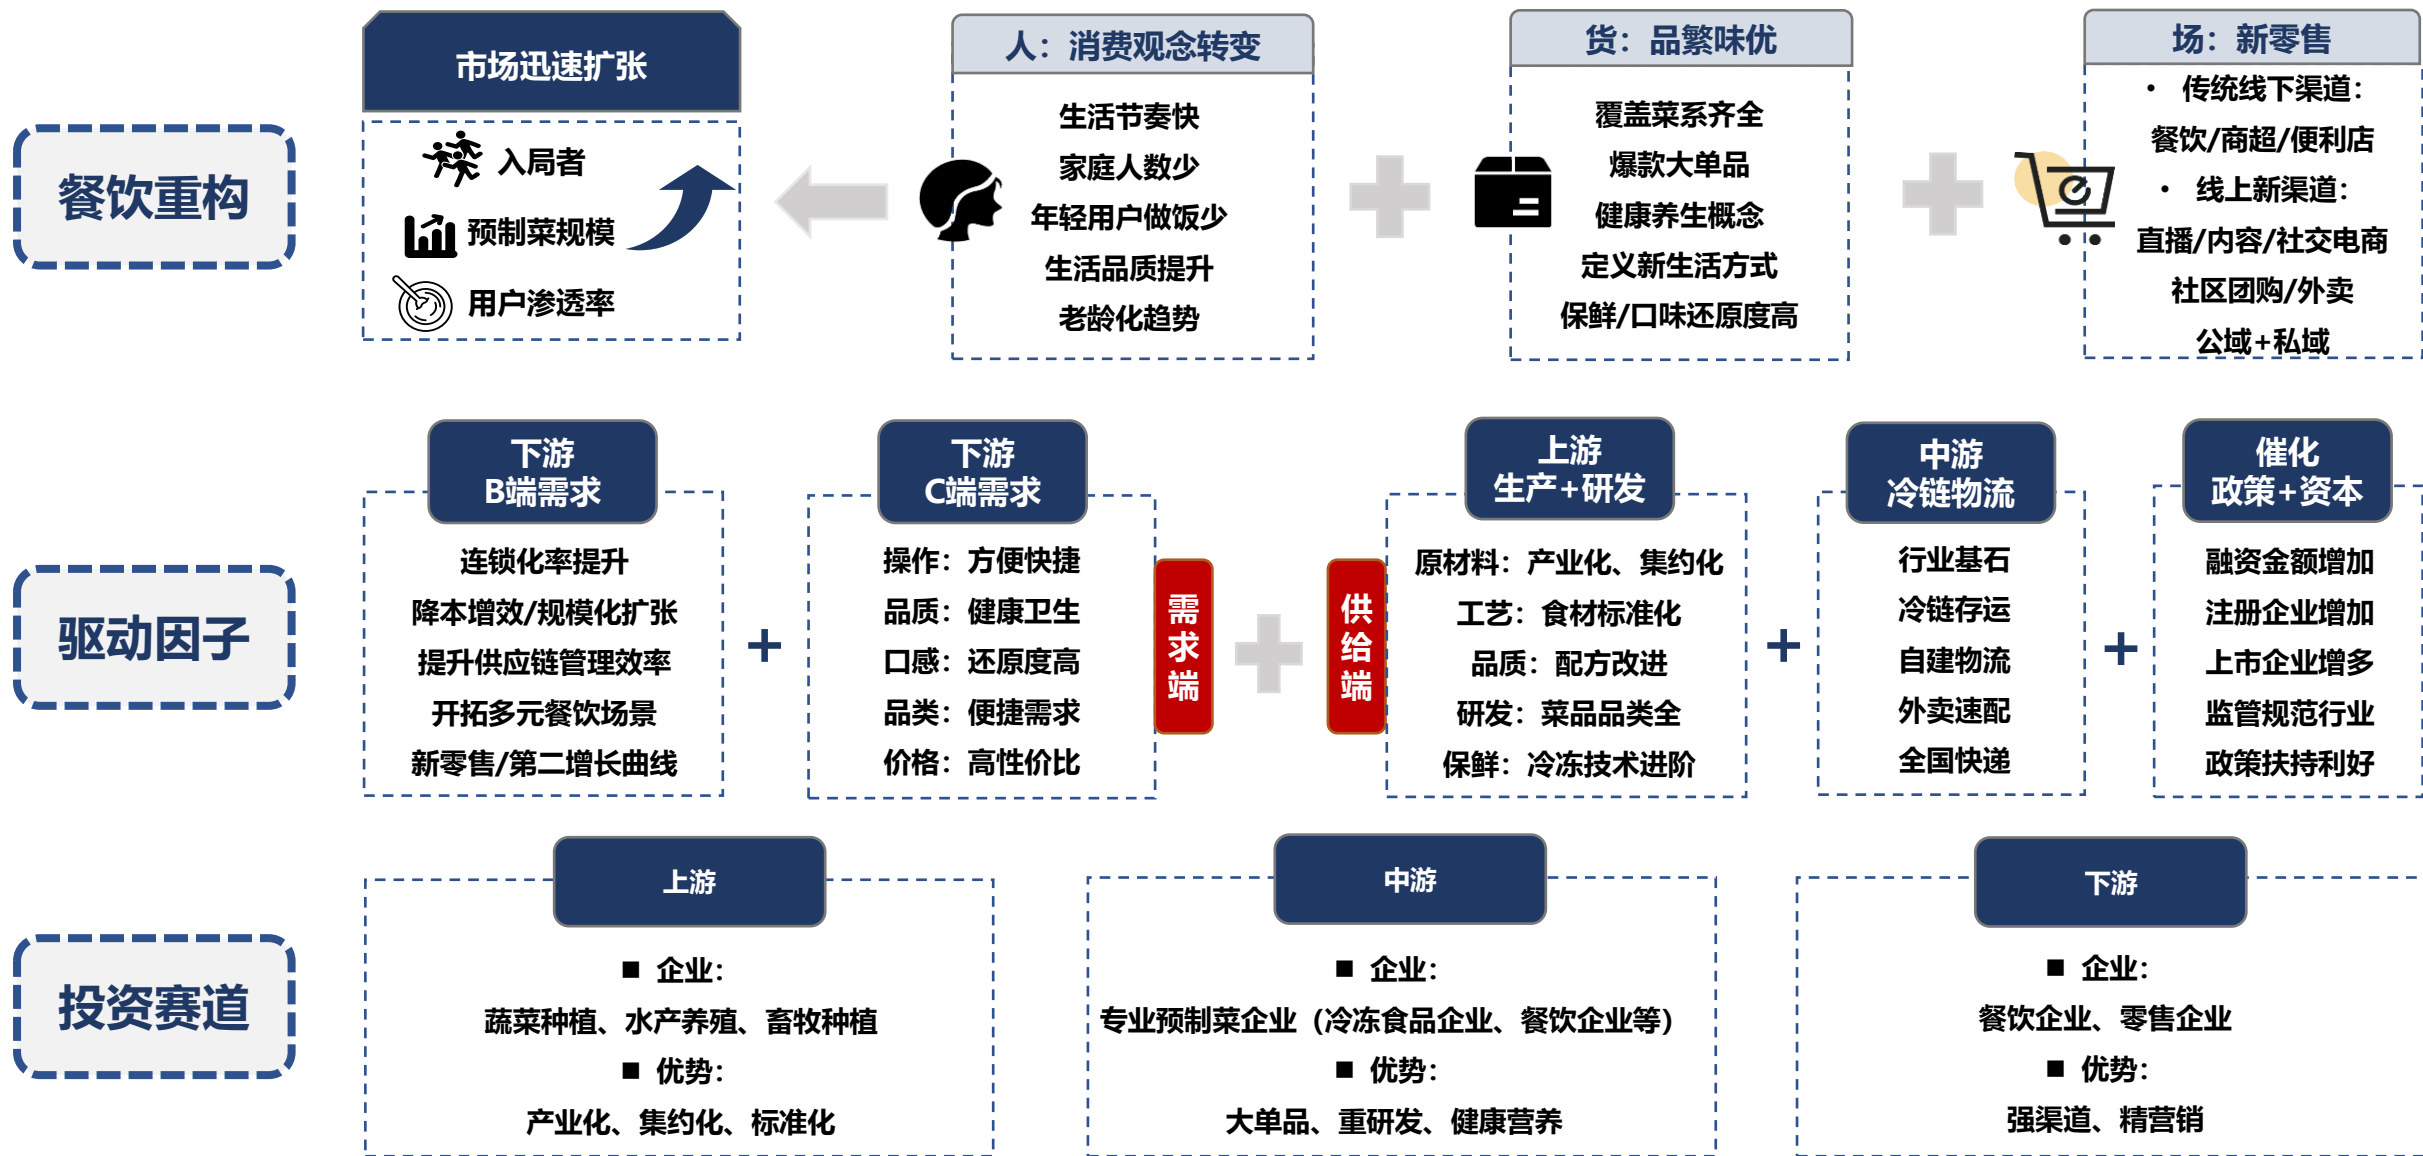 餐饮重构
市场迅速扩张
入局者
预制菜规模
用户渗透率
人：消费观念转变
生活节奏快
家庭人数少
年轻用户做饭少
生活品质提升
老龄化趋势
货：品繁味优
覆盖菜系齐全
爆款大单品
健康养生概念
定义新生活方式
保鲜/口味还原度高
场：新零售
• 传统线下渠道：
餐饮/商超/便利店
• 线上新渠道：
直播/内容/社交电商
社区团购/外卖
公域+私域
驱动因子
下游
B端需求
连锁化率提升
降本增效/规模化扩张
提升供应链管理效率
开拓多元餐饮场景
新零售/第二增长曲线
+
下游
C端需求
操作：方便快捷
品质：健康卫生
口感：还原度高
品类：便捷需求
价格：高性价比
需求端
供给端
上游
生产+研发
原材料：产业化、集约化
工艺：食材标准化
品质：配方改进
研发：菜品品类全
保鲜：冷冻技术进阶
+
中游
冷链物流
行业基石
冷链存运
自建物流
外卖速配
全国快递
+
催化
政策+资本
融资金额增加
注册企业增加
上市企业增多
监管规范行业
政策扶持利好
投资赛道
上游
■ 企业：
蔬菜种植、水产养殖、畜牧种植
■ 优势：
产业化、集约化、标准化
中游
■ 企业：
专业预制菜企业（冷冻食品企业、餐饮企业等）
■ 优势：
大单品、重研发、健康营养
下游
■ 企业：
餐饮企业、零售企业
■ 优势：
强渠道、精营销